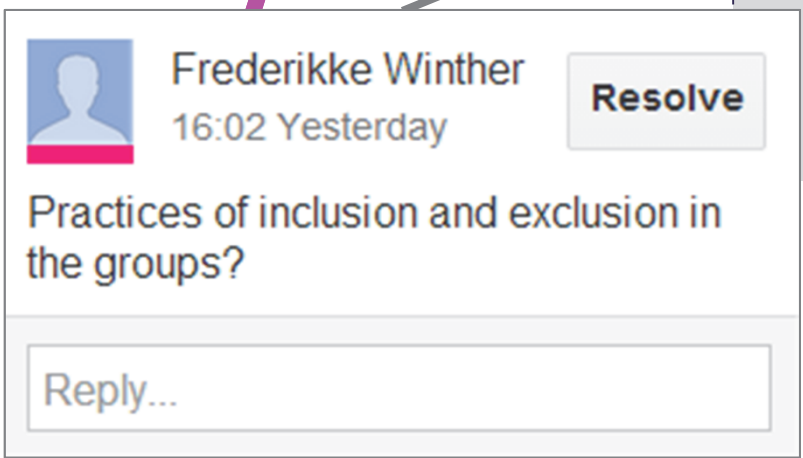 Frederikke Winther
Resolve
16:02 Yesterday
Practices of inclusion and exclusion in
the groups?
Reply...